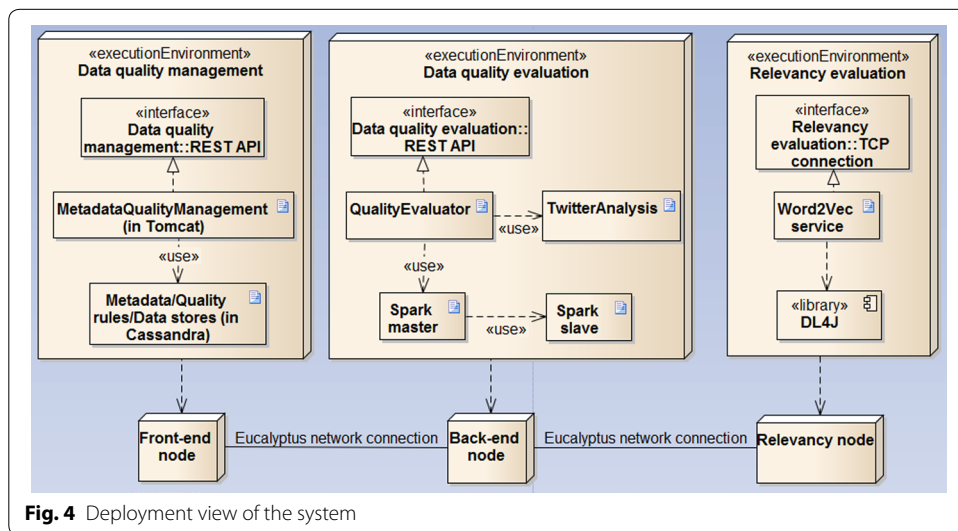 «executionEnvironment»
Data quality management
«interface»
Data quality
management::REST API
MetadataQualityManagement
(in Tomcat)
«use»
Metadata/Quality
rules/Data stores (in
Cassandra)
«executionEnvironment»
Data quality evaluation
«interface»
Data quality evaluation::
REST API
QualityEvaluator
«use»
TwitterAnalysis
«use»
Spark
master
«use»
Spark
slave
«executionEnvironment»
Relevancy evaluation
«interface»
Relevancy
evaluation::TCP
connection
Word2Vec
service
«library»
DL4J
Front-end
node
Eucalyptus network connection
Back-end
node
Eucalyptus network connection
Relevancy node
Fig. 4 Deployment view of the system